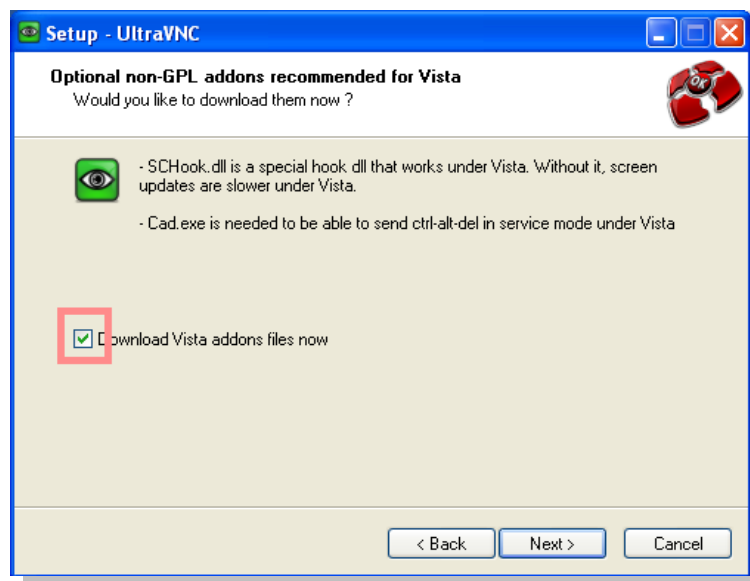 Setup - UltraVNC
Optional non-GPL addons recommended for Vista
Would you like to download them now ?
OK
- SCHook.dll is a special hook dll that works under Vista. Without it, screen
updates are slower under Vista.
- Cad.exe is needed to be able to send ctrl-alt-del in service mode under Vista
Download Vista addons files now
< Back
Next >
Cancel